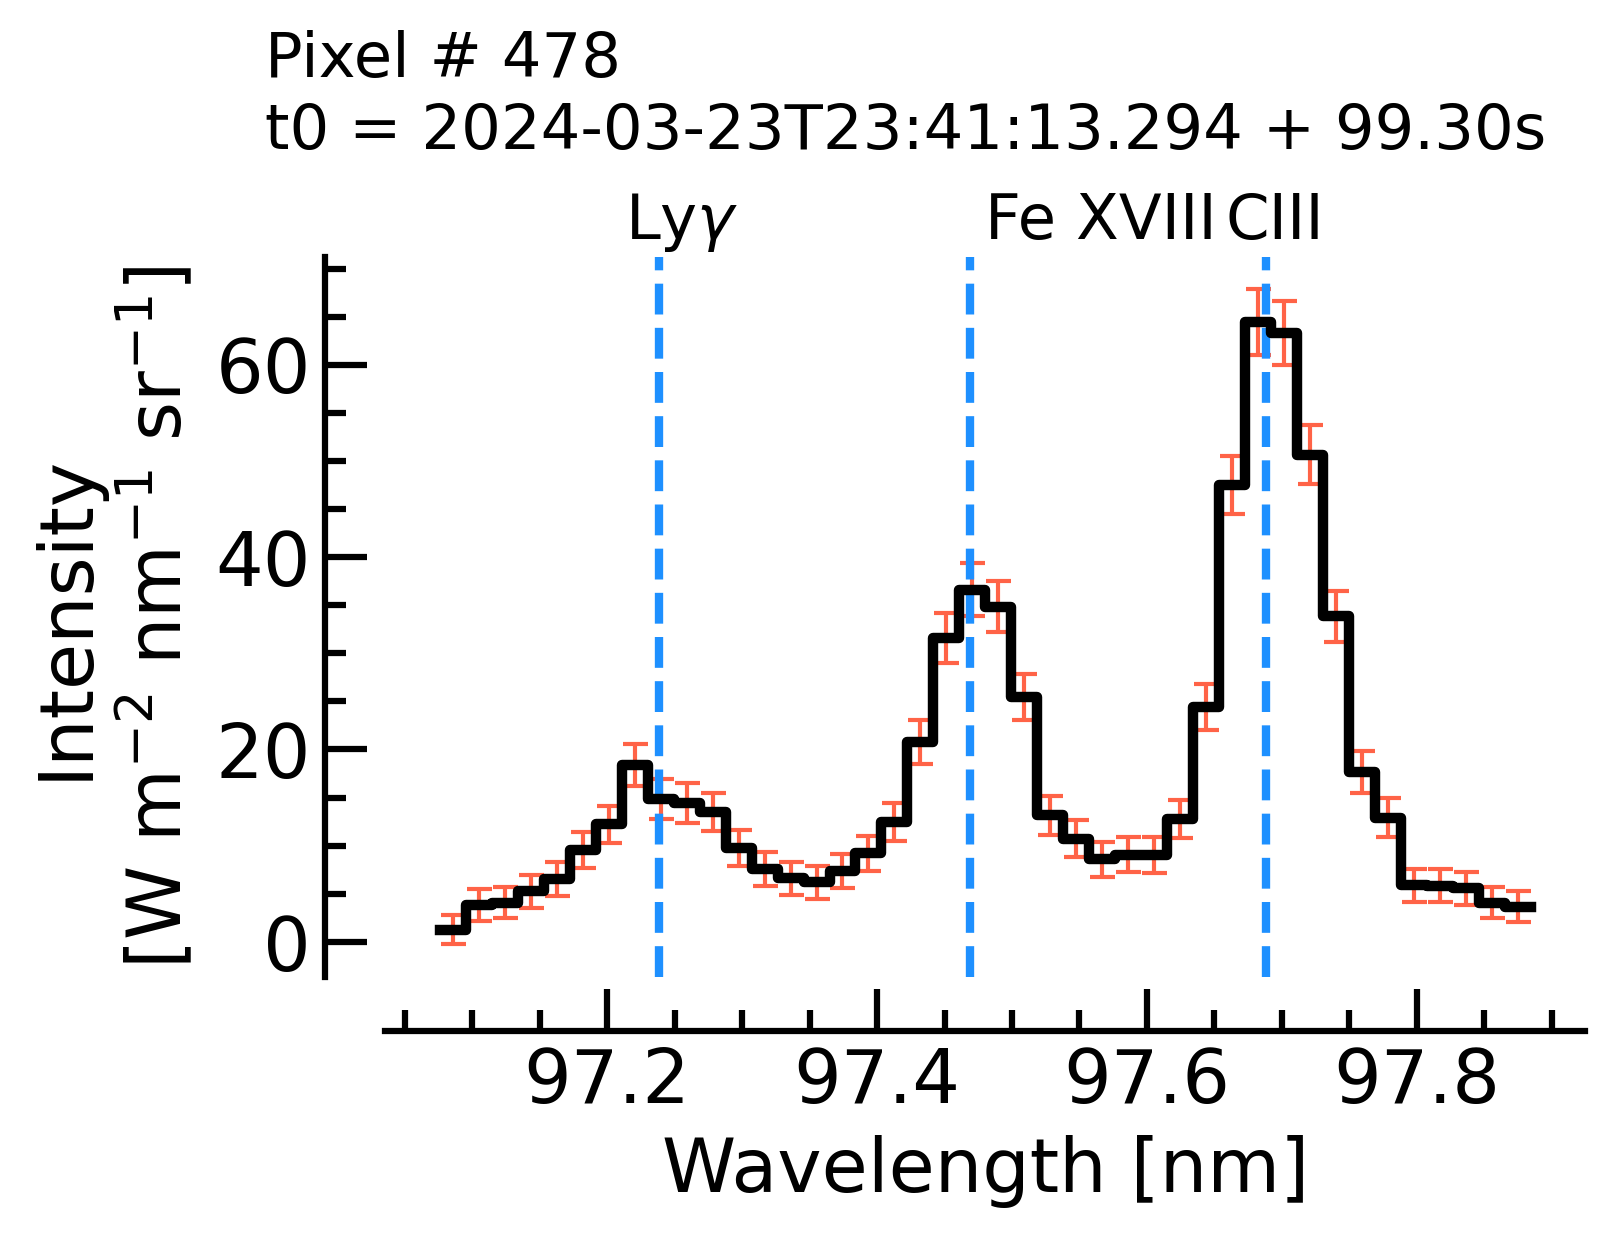 Pixel # 478
t0 = 2024-03-23T23:41:13.294 + 99.30s
Lyγ Fe XVIII CIII
Intensity
[W m⁻² nm⁻¹ sr⁻¹]
60
40
20
0
97.2 97.4 97.6 97.8
Wavelength [nm]